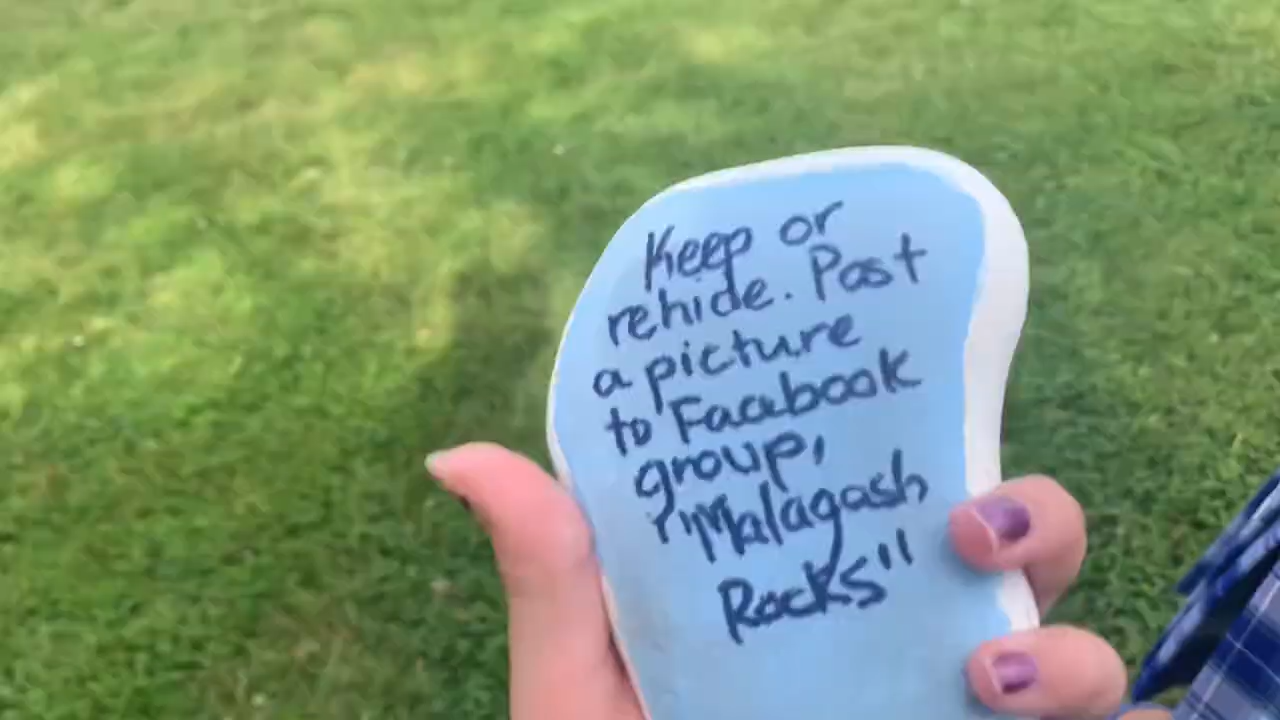 Keep or
rehide. Post
a picture
to Facebook
group,
"Malagash
Rocks"